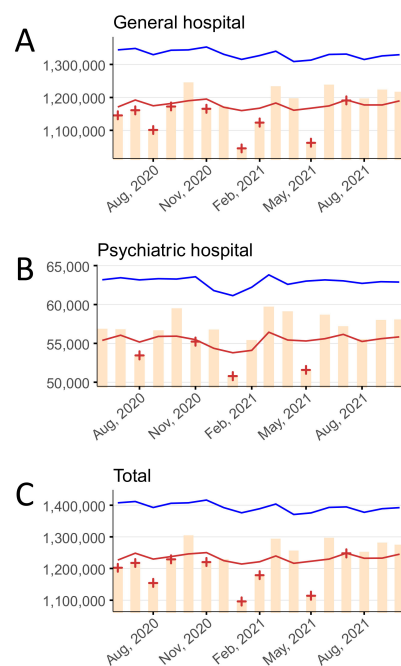 A
General hospital
1,300,000
1,200,000
1,100,000
Aug, 2020
Nov, 2020
Feb, 2021
May, 2021
Aug, 2021
B
Psychiatric hospital
65,000
60,000
55,000
50,000
Aug, 2020
Nov, 2020
Feb, 2021
May, 2021
Aug, 2021
C
Total
1,400,000
1,300,000
1,200,000
1,100,000
Aug, 2020
Nov, 2020
Feb, 2021
May, 2021
Aug, 2021